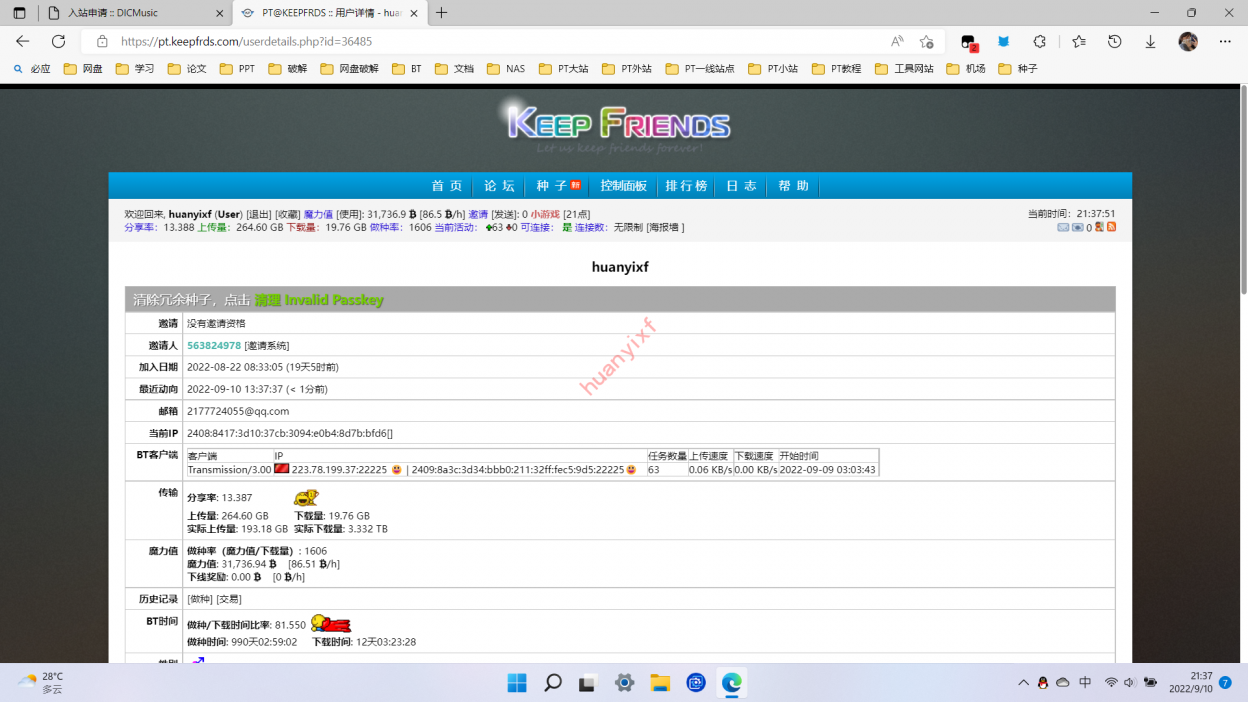 入站申请 :: DICMusic
PT@KEEPFRDS :: 用户详情 - hua
https://pt.keepfrds.com/userdetails.php?id=36485
2
必应 网盘 学习 论文 PPT 破解 网盘破解 BT 文档 NAS PT大站 PT外站 PT一线站点 PT小站 PT教程 工具网站 机场 种子
KEEP FRIENDS
Let us keep friends forever!
首 页 论 坛 种 子 新 控制面板 排 行 榜 日 志 帮 助
欢迎回来, huanyixf (User) [退出] [收藏] 魔力值 [使用]: 31,736.9 ₿ [86.5 ₿/h] 邀请 [发送]: 0 小游戏 [21点]
当前时间：21:37:51
分享率：13.388 上传量：264.60 GB 下载量：19.76 GB 做种率：1606 当前活动：63 0 可连接：是 连接数：无限制 [海报墙 ]
0
huanyixf
清除冗余种子，点击 清理 Invalid Passkey
邀请 没有邀请资格
邀请人 563824978 [邀请系统]
加入日期 2022-08-22 08:33:05 (19天5时前)
最近动向 2022-09-10 13:37:37 (< 1分前)
邮箱 2177724055@qq.com
当前IP 2408:8417:3d10:37cb:3094:e0b4:8d7b:bfd6[]
huanyixf
BT客户端 客户端 IP 任务数量 上传速度 下载速度 开始时间
Transmission/3.00 223.78.199.37:22225 | 2409:8a3c:3d34:bbb0:211:32ff:fec5:9d5:22225 63 0.06 KB/s 0.00 KB/s 2022-09-09 03:03:43
传输 分享率: 13.387
上传量: 264.60 GB 下载量: 19.76 GB
实际上传量: 193.18 GB 实际下载量: 3.332 TB
魔力值 做种率（魔力值/下载量）: 1606
魔力值: 31,736.94 ₿ [86.51 ₿/h]
下线奖励: 0.00 ₿ [0 ₿/h]
历史记录 [做种] [交易]
BT时间 做种/下载时间比率: 81.550
做种时间: 990天02:59:02 下载时间: 12天03:23:28
28°C
多云
中
21:37
2022/9/10
7